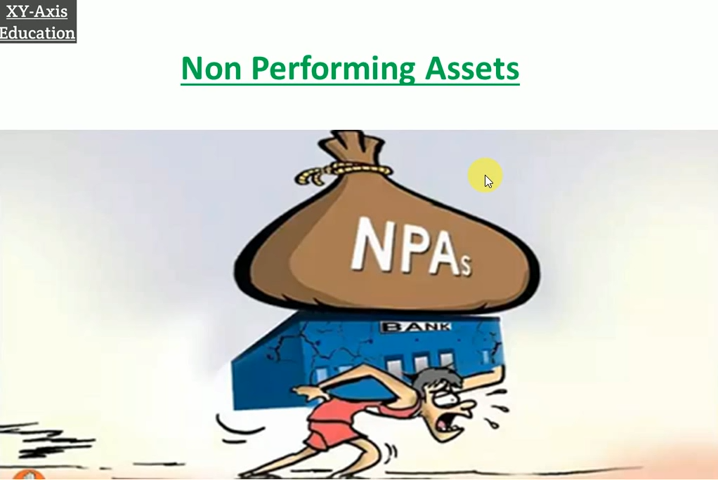 XY-Axis
Education
Non Performing Assets
NPAs
BANK